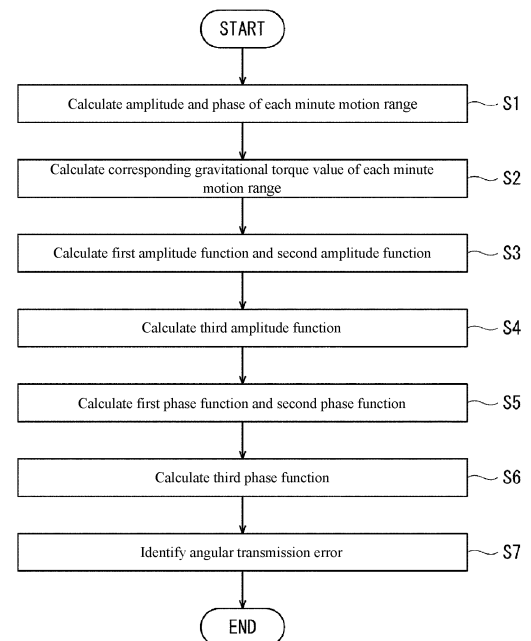 START
Calculate amplitude and phase of each minute motion range
S1
Calculate corresponding gravitational torque value of each minute
motion range
S2
Calculate first amplitude function and second amplitude function
S3
Calculate third amplitude function
S4
Calculate first phase function and second phase function
S5
Calculate third phase function
S6
Identify angular transmission error
S7
END